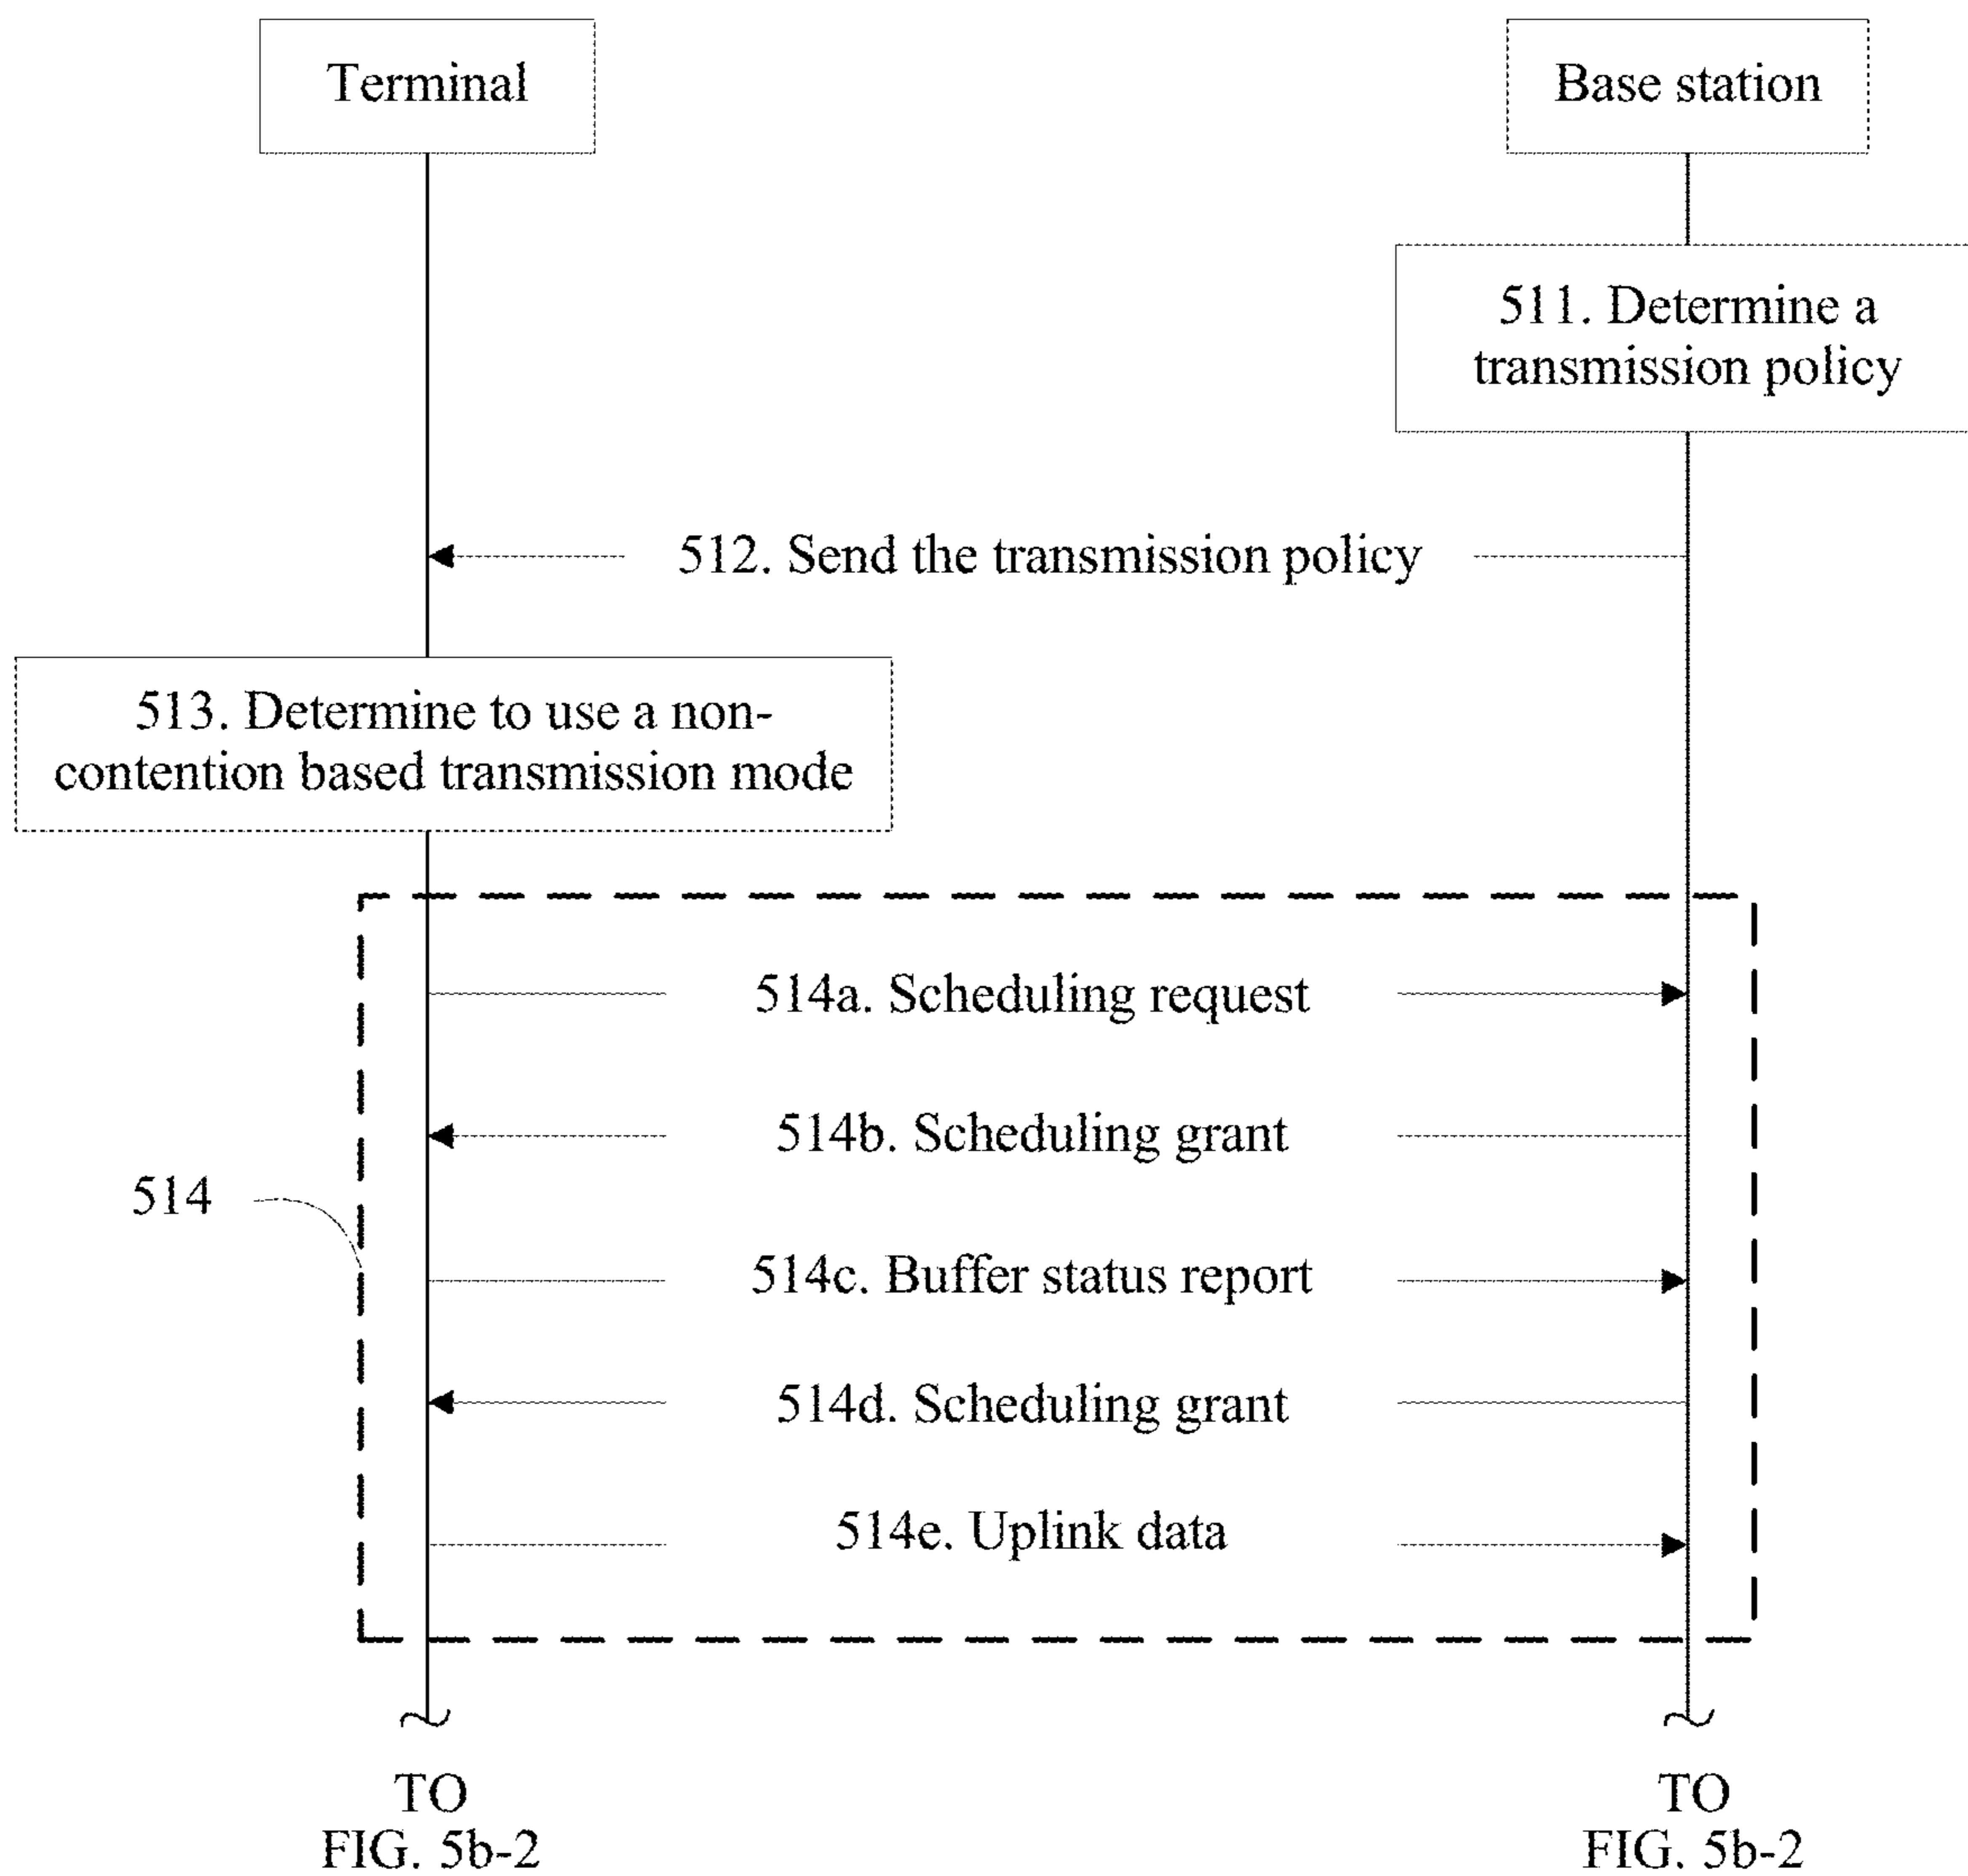 Terminal
Base station
511. Determine a
transmission policy
512. Send the transmission policy
513. Determine to use a non-
contention based transmission mode
514a. Scheduling request
514b. Scheduling grant
514
514c. Buffer status report
514d. Scheduling grant
514e. Uplink data
TO
FIG. 5b-2
TO
FIG. 5b-2